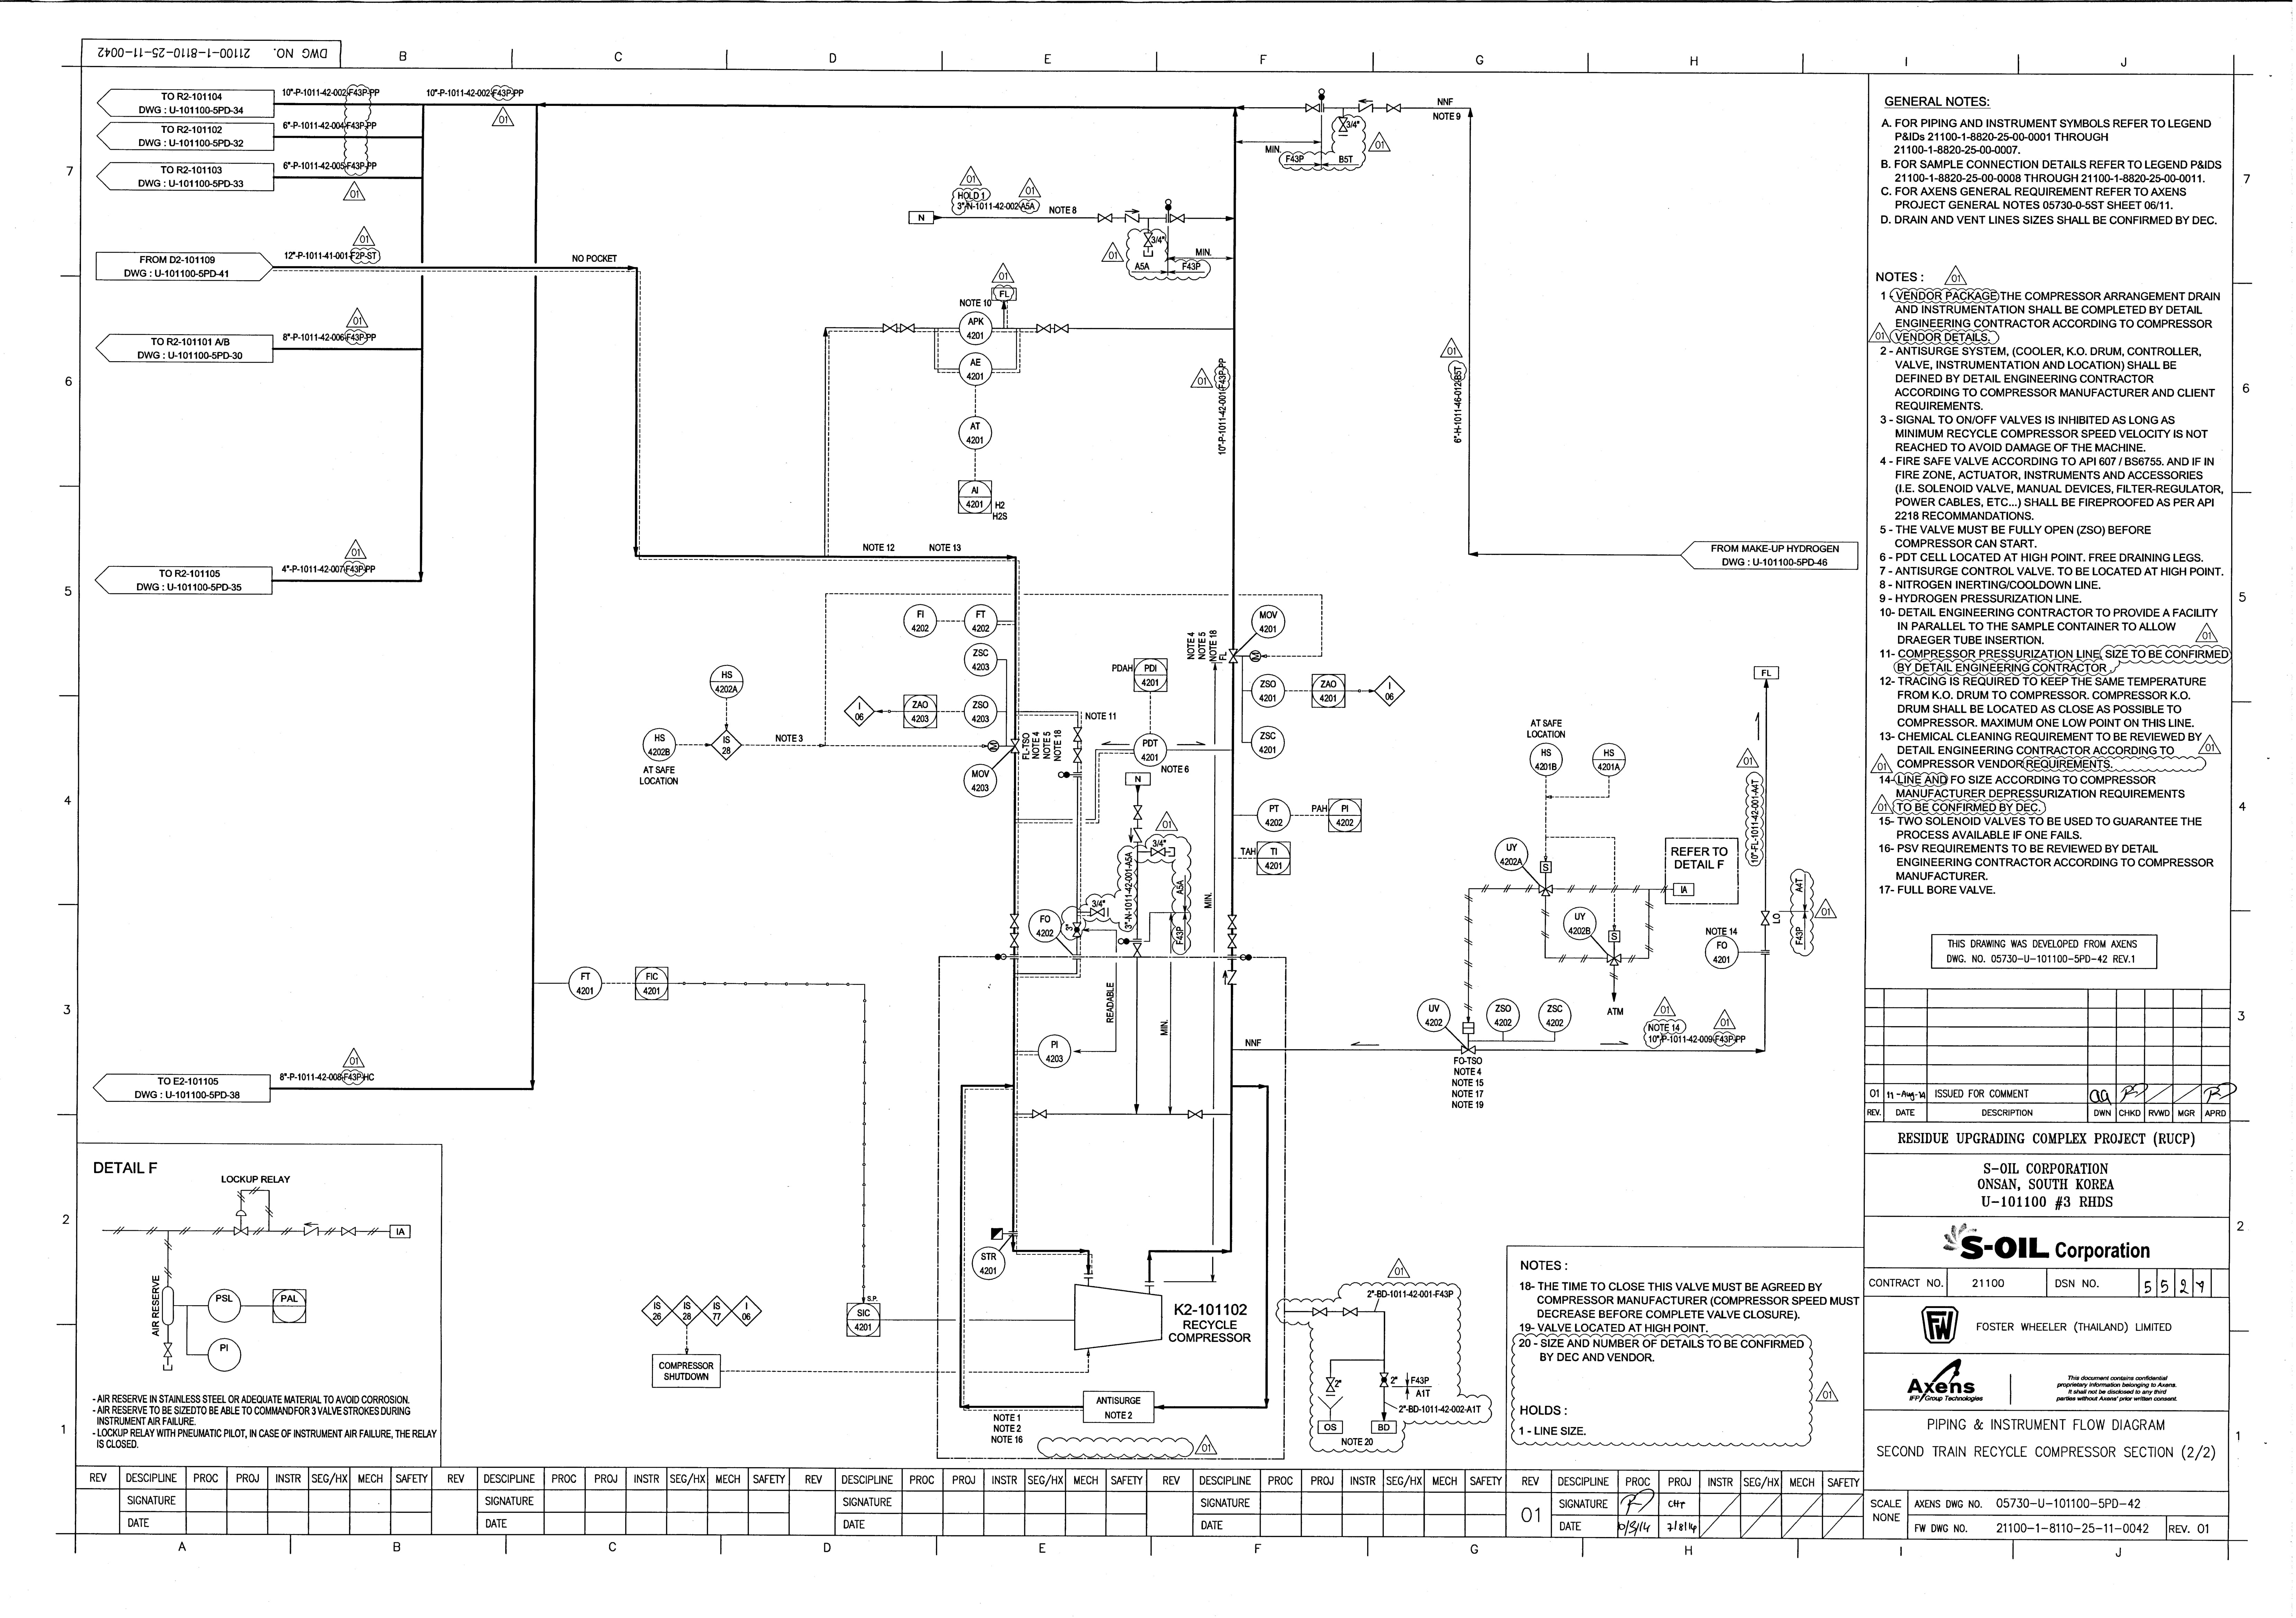 DWG NO. 21100-1-8110-25-11-0042
B
C
D
E
F
G
H
I
J
7
6
5
4
3
2
1
TO R2-101104
DWG : U-101100-5PD-34
10"-P-1011-42-002-F43P-PP
10"-P-1011-42-002-F43P-PP
01
TO R2-101102
DWG : U-101100-5PD-32
6"-P-1011-42-004-F43P-PP
TO R2-101103
DWG : U-101100-5PD-33
6"-P-1011-42-005-F43P-PP
01
FROM D2-101109
DWG : U-101100-5PD-41
12"-P-1011-41-001-F2P-ST
01
NO POCKET
TO R2-101101 A/B
DWG : U-101100-5PD-30
8"-P-1011-42-006-F43P-PP
01
TO R2-101105
DWG : U-101100-5PD-35
4"-P-1011-42-007-F43P-PP
01
TO E2-101105
DWG : U-101100-5PD-38
8"-P-1011-42-008-F43P-HC
01
NNF
NOTE 9
3/4"
01
MIN.
F43P
B5T
01
HOLD 1
01
3"-N-1011-42-002-A5A
NOTE 8
N
3/4"
01
MIN.
A5A
F43P
01
FL
NOTE 10
APK
4201
AE
4201
AT
4201
AI
4201
H2
H2S
01
10"-P-1011-42-001-F43P-PP
01
6"-H-1011-46-012-B5T
FROM MAKE-UP HYDROGEN
DWG : U-101100-5PD-46
NOTE 12
NOTE 13
FI
4202
FT
4202
ZSC
4203
I
06
ZAO
4203
ZSO
4203
HS
4202A
HS
4202B
AT SAFE
LOCATION
IS
28
NOTE 3
M
MOV
4203
FL-TSO
NOTE 4
NOTE 5
NOTE 18
NOTE 11
PDAH
PDI
4201
PDT
4201
NOTE 6
NOTE 4
NOTE 5
NOTE 18
FL
MOV
4201
M
ZSO
4201
ZAO
4201
I
06
ZSC
4201
PT
4202
PAH
PI
4202
TAH
TI
4201
N
01
3/4"
3"-N-1011-42-001-A5A
A5A
F43P
MIN.
FO
4202
3"
3/4"
READABLE
MIN.
PI
4203
FT
4201
FIC
4201
NNF
AT SAFE
LOCATION
HS
4201B
HS
4201A
UY
4202A
S
UY
4202B
S
REFER TO
DETAIL F
IA
ATM
UV
4202
ZSO
4202
ZSC
4202
FO-TSO
NOTE 4
NOTE 15
NOTE 17
NOTE 19
FL
01
10"-FL-1011-42-001-A4T
A4T
F43P
01
LO
NOTE 14
FO
4201
01
NOTE 14
01
10"-P-1011-42-009-F43P-PP
STR
4201
IS
26
IS
28
IS
77
I
06
COMPRESSOR
SHUTDOWN
S.P.
SIC
4201
K2-101102
RECYCLE
COMPRESSOR
ANTISURGE
NOTE 2
NOTE 1
NOTE 2
NOTE 16
01
01
2"-BD-1011-42-001-F43P
2"
2"
F43P
A1T
2"-BD-1011-42-002-A1T
OS
BD
NOTE 20
DETAIL F
LOCKUP RELAY
IA
AIR RESERVE
PSL
PAL
PI
- AIR RESERVE IN STAINLESS STEEL OR ADEQUATE MATERIAL TO AVOID CORROSION.
- AIR RESERVE TO BE SIZEDTO BE ABLE TO COMMANDFOR 3 VALVE STROKES DURING
INSTRUMENT AIR FAILURE.
- LOCKUP RELAY WITH PNEUMATIC PILOT, IN CASE OF INSTRUMENT AIR FAILURE, THE RELAY
IS CLOSED.
NOTES :
18- THE TIME TO CLOSE THIS VALVE MUST BE AGREED BY
COMPRESSOR MANUFACTURER (COMPRESSOR SPEED MUST
DECREASE BEFORE COMPLETE VALVE CLOSURE).
19- VALVE LOCATED AT HIGH POINT.
20 - SIZE AND NUMBER OF DETAILS TO BE CONFIRMED
BY DEC AND VENDOR.
01
HOLDS :
1 - LINE SIZE.
GENERAL NOTES:
A. FOR PIPING AND INSTRUMENT SYMBOLS REFER TO LEGEND
P&IDs 21100-1-8820-25-00-0001 THROUGH
21100-1-8820-25-00-0007.
B. FOR SAMPLE CONNECTION DETAILS REFER TO LEGEND P&IDS
21100-1-8820-25-00-0008 THROUGH 21100-1-8820-25-00-0011.
C. FOR AXENS GENERAL REQUIREMENT REFER TO AXENS
PROJECT GENERAL NOTES 05730-0-5ST SHEET 06/11.
D. DRAIN AND VENT LINES SIZES SHALL BE CONFIRMED BY DEC.
NOTES :
01
1 - VENDOR PACKAGE THE COMPRESSOR ARRANGEMENT DRAIN
AND INSTRUMENTATION SHALL BE COMPLETED BY DETAIL
ENGINEERING CONTRACTOR ACCORDING TO COMPRESSOR
01 VENDOR DETAILS.
2 - ANTISURGE SYSTEM, (COOLER, K.O. DRUM, CONTROLLER,
VALVE, INSTRUMENTATION AND LOCATION) SHALL BE
DEFINED BY DETAIL ENGINEERING CONTRACTOR
ACCORDING TO COMPRESSOR MANUFACTURER AND CLIENT
REQUIREMENTS.
3 - SIGNAL TO ON/OFF VALVES IS INHIBITED AS LONG AS
MINIMUM RECYCLE COMPRESSOR SPEED VELOCITY IS NOT
REACHED TO AVOID DAMAGE OF THE MACHINE.
4 - FIRE SAFE VALVE ACCORDING TO API 607 / BS6755. AND IF IN
FIRE ZONE, ACTUATOR, INSTRUMENTS AND ACCESSORIES
(I.E. SOLENOID VALVE, MANUAL DEVICES, FILTER-REGULATOR,
POWER CABLES, ETC...) SHALL BE FIREPROOFED AS PER API
2218 RECOMMANDATIONS.
5 - THE VALVE MUST BE FULLY OPEN (ZSO) BEFORE
COMPRESSOR CAN START.
6 - PDT CELL LOCATED AT HIGH POINT. FREE DRAINING LEGS.
7 - ANTISURGE CONTROL VALVE. TO BE LOCATED AT HIGH POINT.
8 - NITROGEN INERTING/COOLDOWN LINE.
9 - HYDROGEN PRESSURIZATION LINE.
10- DETAIL ENGINEERING CONTRACTOR TO PROVIDE A FACILITY
IN PARALLEL TO THE SAMPLE CONTAINER TO ALLOW
DRAEGER TUBE INSERTION.
01
11- COMPRESSOR PRESSURIZATION LINE SIZE TO BE CONFIRMED
BY DETAIL ENGINEERING CONTRACTOR.
12- TRACING IS REQUIRED TO KEEP THE SAME TEMPERATURE
FROM K.O. DRUM TO COMPRESSOR. COMPRESSOR K.O.
DRUM SHALL BE LOCATED AS CLOSE AS POSSIBLE TO
COMPRESSOR. MAXIMUM ONE LOW POINT ON THIS LINE.
13- CHEMICAL CLEANING REQUIREMENT TO BE REVIEWED BY
DETAIL ENGINEERING CONTRACTOR ACCORDING TO 01
01 COMPRESSOR VENDOR REQUIREMENTS.
14- LINE AND FO SIZE ACCORDING TO COMPRESSOR
MANUFACTURER DEPRESSURIZATION REQUIREMENTS
01 TO BE CONFIRMED BY DEC.
15- TWO SOLENOID VALVES TO BE USED TO GUARANTEE THE
PROCESS AVAILABLE IF ONE FAILS.
16- PSV REQUIREMENTS TO BE REVIEWED BY DETAIL
ENGINEERING CONTRACTOR ACCORDING TO COMPRESSOR
MANUFACTURER.
17- FULL BORE VALVE.
THIS DRAWING WAS DEVELOPED FROM AXENS
DWG. NO. 05730-U-101100-5PD-42 REV.1
01 11-Aug-14 ISSUED FOR COMMENT
REV. DATE DESCRIPTION DWN CHKD RVWD MGR APRD
RESIDUE UPGRADING COMPLEX PROJECT (RUCP)
S-OIL CORPORATION
ONSAN, SOUTH KOREA
U-101100 #3 RHDS
S-OIL Corporation
CONTRACT NO. 21100 DSN NO. 5 5 2 9
FW FOSTER WHEELER (THAILAND) LIMITED
Axens
IFP Group Technologies
This document contains confidential
proprietary information belonging to Axens.
It shall not be disclosed to any third
parties without Axens' prior written consent.
PIPING & INSTRUMENT FLOW DIAGRAM
SECOND TRAIN RECYCLE COMPRESSOR SECTION (2/2)
SCALE NONE
AXENS DWG NO. 05730-U-101100-5PD-42
FW DWG NO. 21100-1-8110-25-11-0042 REV. 01
REV DESCIPLINE PROC PROJ INSTR SEG/HX MECH SAFETY REV DESCIPLINE PROC PROJ INSTR SEG/HX MECH SAFETY REV DESCIPLINE PROC PROJ INSTR SEG/HX MECH SAFETY REV DESCIPLINE PROC PROJ INSTR SEG/HX MECH SAFETY REV DESCIPLINE PROC PROJ INSTR SEG/HX MECH SAFETY
SIGNATURE SIGNATURE SIGNATURE SIGNATURE 01 SIGNATURE CHT
DATE DATE DATE DATE DATE 7/8/14
A B C D E F G H I J